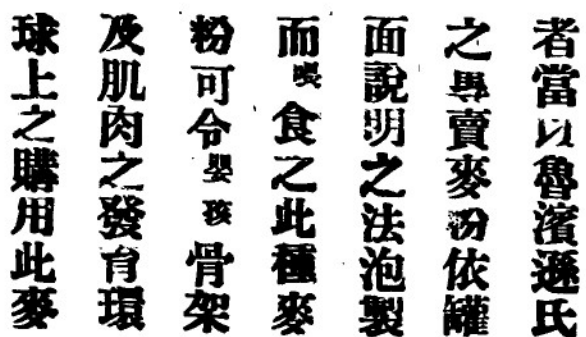 者當以魯濱遜氏
之專賣麥粉依罐
面說明之法泡製
而喂食之此種麥
粉可令嬰孩骨架
及肌肉之發育環
球上之購用此麥